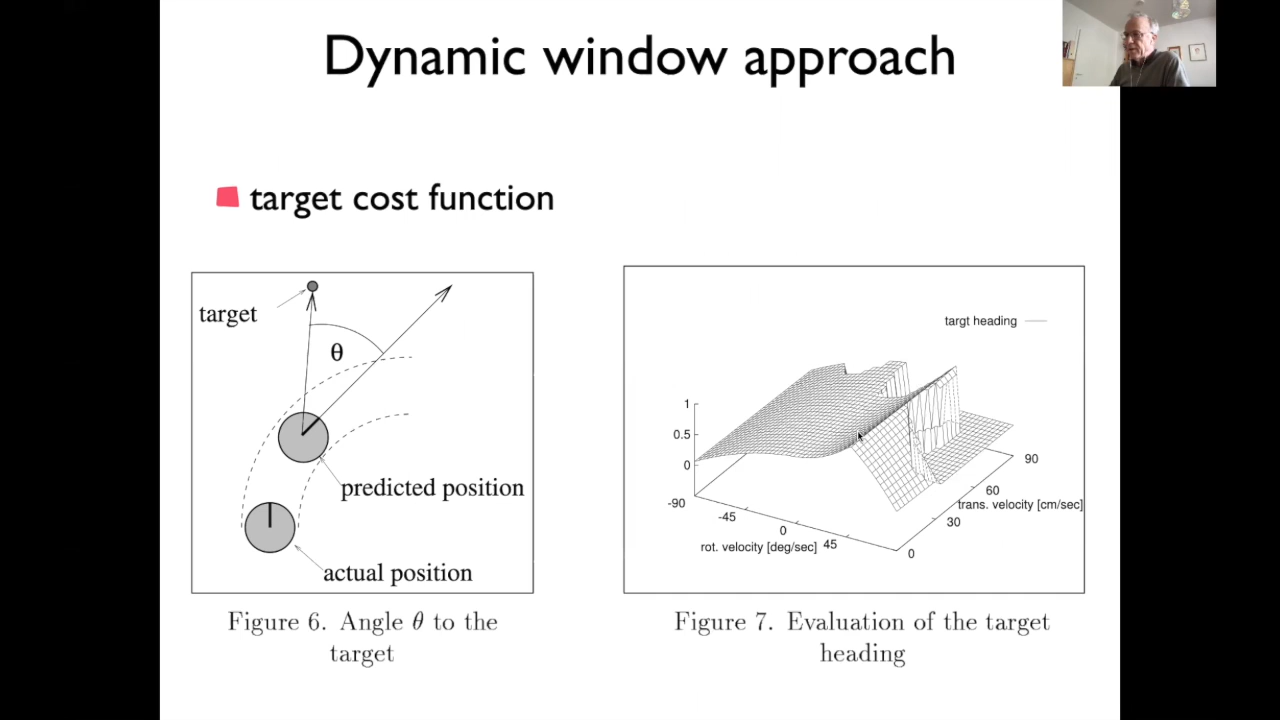 Dynamic window approach
target cost function
target
θ
predicted position
actual position
Figure 6. Angle θ to the
target
targt heading
1
0.5
0
-90
-45
0
45
rot. velocity [deg/sec]
90
60
trans. velocity [cm/sec]
30
0
Figure 7. Evaluation of the target
heading